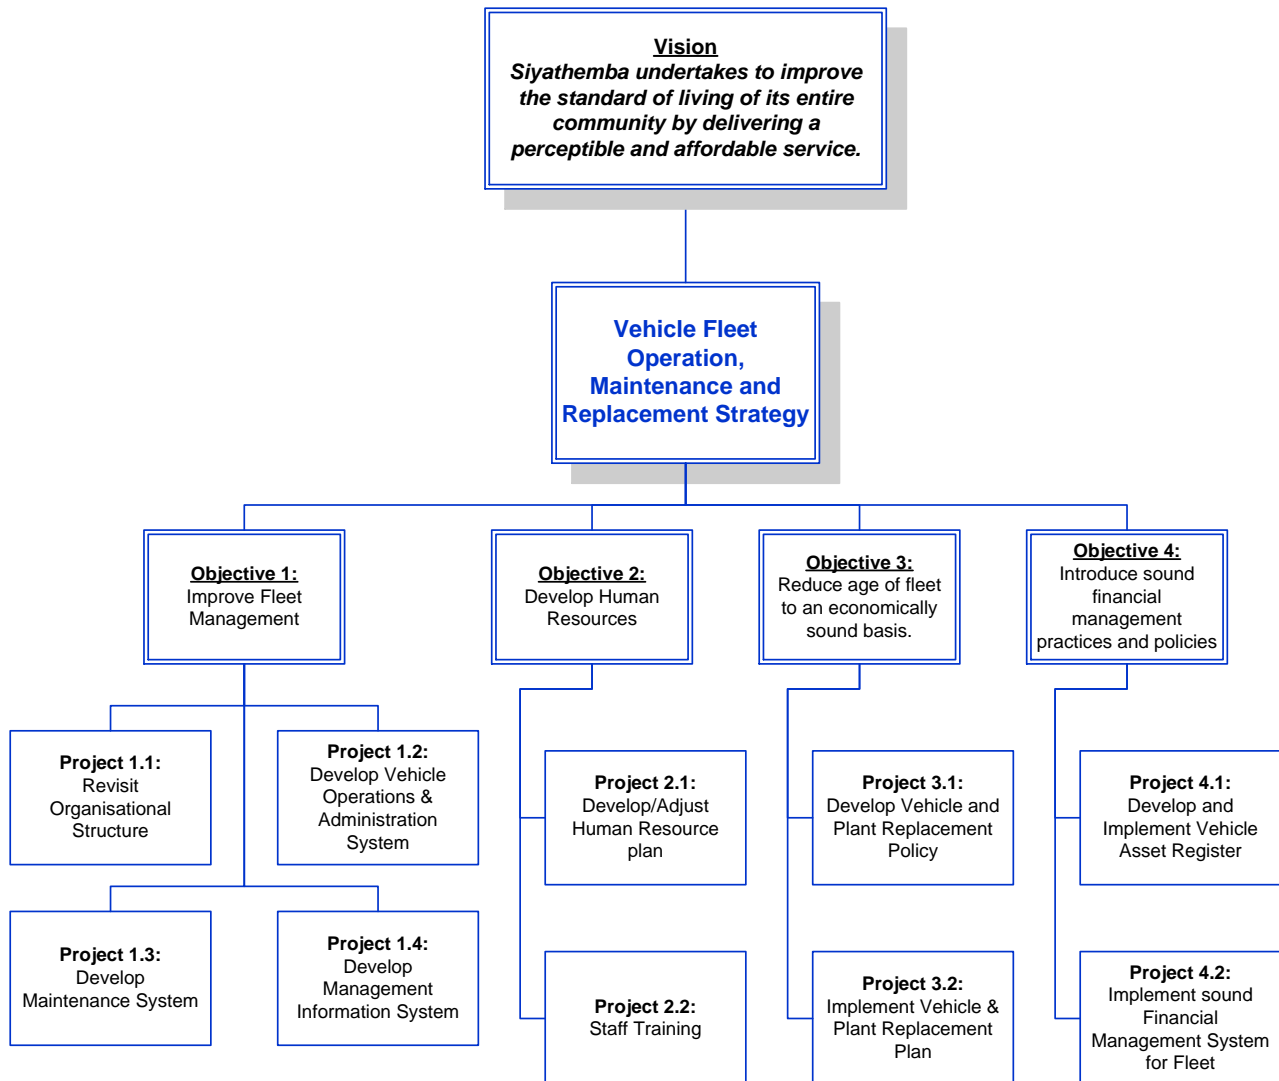 Vision
Siyathemba undertakes to improve
the standard of living of its entire
community by delivering a
perceptible and affordable service.
Vehicle Fleet
Operation,
Maintenance and
Replacement Strategy
Objective 1:
Improve Fleet
Management
Objective 2:
Develop Human
Resources
Objective 3:
Reduce age of fleet
to an economically
sound basis.
Objective 4:
Introduce sound
financial
management
practices and policies
Project 1.1:
Revisit
Organisational
Structure
Project 1.2:
Develop Vehicle
Operations &
Administration
System
Project 2.1:
Develop/Adjust
Human Resource
plan
Project 3.1:
Develop Vehicle and
Plant Replacement
Policy
Project 4.1:
Develop and
Implement Vehicle
Asset Register
Project 1.3:
Develop
Maintenance System
Project 1.4:
Develop
Management
Information System
Project 2.2:
Staff Training
Project 3.2:
Implement Vehicle &
Plant Replacement
Plan
Project 4.2:
Implement sound
Financial
Management System
for Fleet